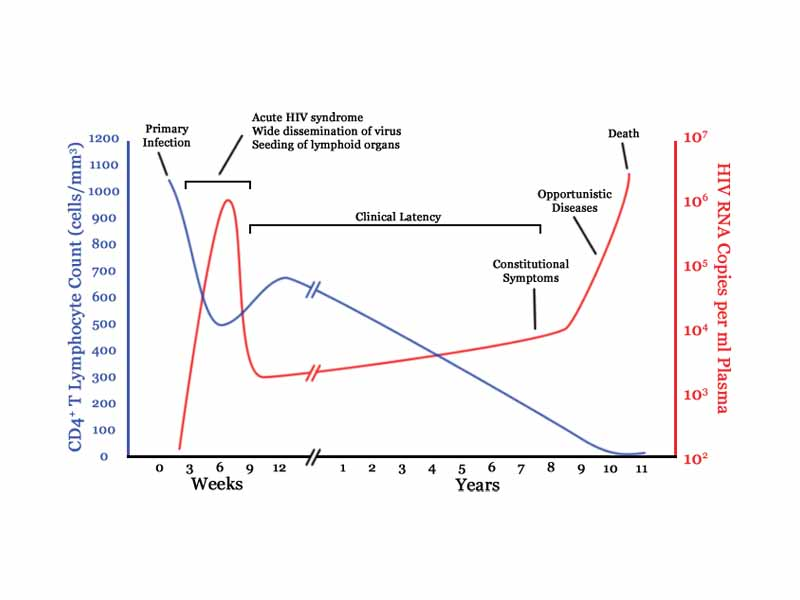 Acute HIV syndrome
Wide dissemination of virus
Seeding of lymphoid organs
Primary
Infection
Death
Opportunistic
Diseases
Clinical Latency
Constitutional
Symptoms
CD4⁺ T Lymphocyte Count (cells/mm³)
1200
1100
1000
900
800
700
600
500
400
300
200
100
0
HIV RNA Copies per ml Plasma
10⁷
10⁶
10⁵
10⁴
10³
10²
0 3 6 9 12 1 2 3 4 5 6 7 8 9 10 11
Weeks Years